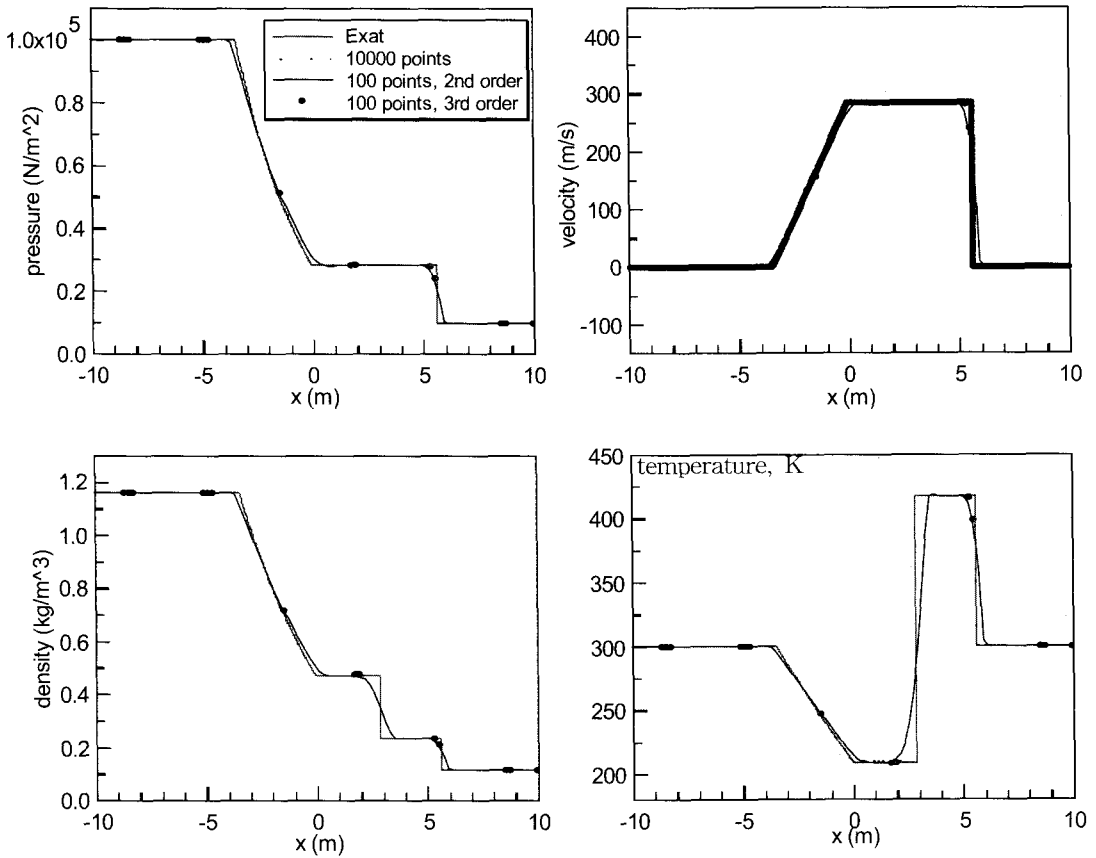 1.0x10 5
0.8
0.6
0.4
0.2
0.0
pressure (N/m^2)
-10 -5 0 5 10
x (m)
Exat
10000 points
100 points, 2nd order
100 points, 3rd order
400
300
200
100
0
-100
velocity (m/s)
-10 -5 0 5 10
x (m)
1.2
1.0
0.8
0.6
0.4
0.2
0.0
density (kg/m^3)
-10 -5 0 5 10
x (m)
temperature, K
450
400
350
300
250
200
-10 -5 0 5 10
x (m)